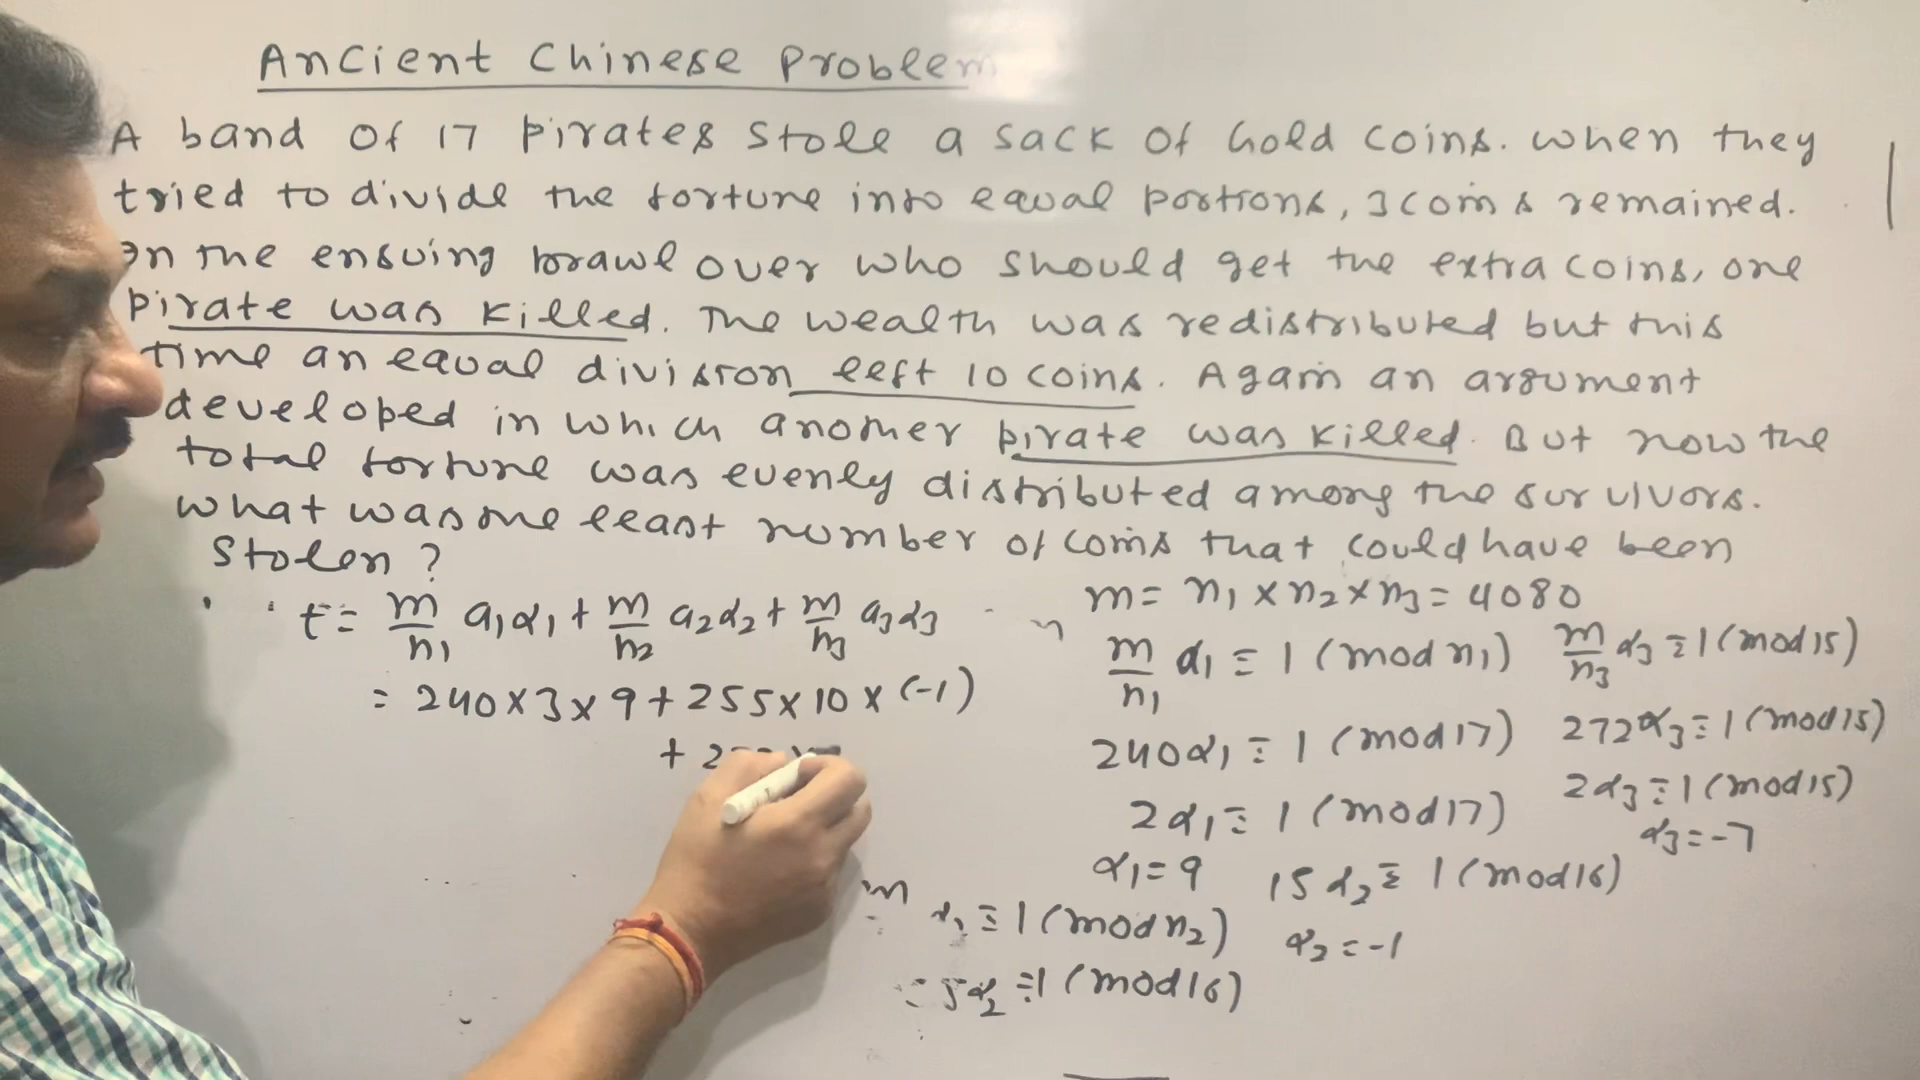 Ancient Chinese Problem
A band of 17 pirates stole a sack of Gold coins. When they
tried to divide the fortune into equal portions, 3 coins remained.
In the ensuing brawl over who should get the extra coins, one
pirate was killed. The wealth was redistributed but this
time an equal division left 10 coins. Again an argument
developed in which another pirate was killed. But now the
total fortune was evenly distributed among the survivors.
What was the least number of coins that could have been
stolen?
t = m/n₁ a₁α₁ + m/n₂ a₂α₂ + m/n₃ a₃α₃
= 240×3×9 + 255×10×(-1)
+ 2
m = n₁×n₂×n₃ = 4080
m/n₁ α₁ ≡ 1 (mod n₁)
240α₁ ≡ 1 (mod 17)
2α₁ ≡ 1 (mod 17)
α₁ = 9
m α₂ ≡ 1 (mod n₂)
5α₂ ≡ 1 (mod 16)
15α₂ ≡ 1 (mod 16)
α₂ = -1
m/n₃ α₃ ≡ 1 (mod 15)
272α₃ ≡ 1 (mod 15)
2α₃ ≡ 1 (mod 15)
α₃ = -7